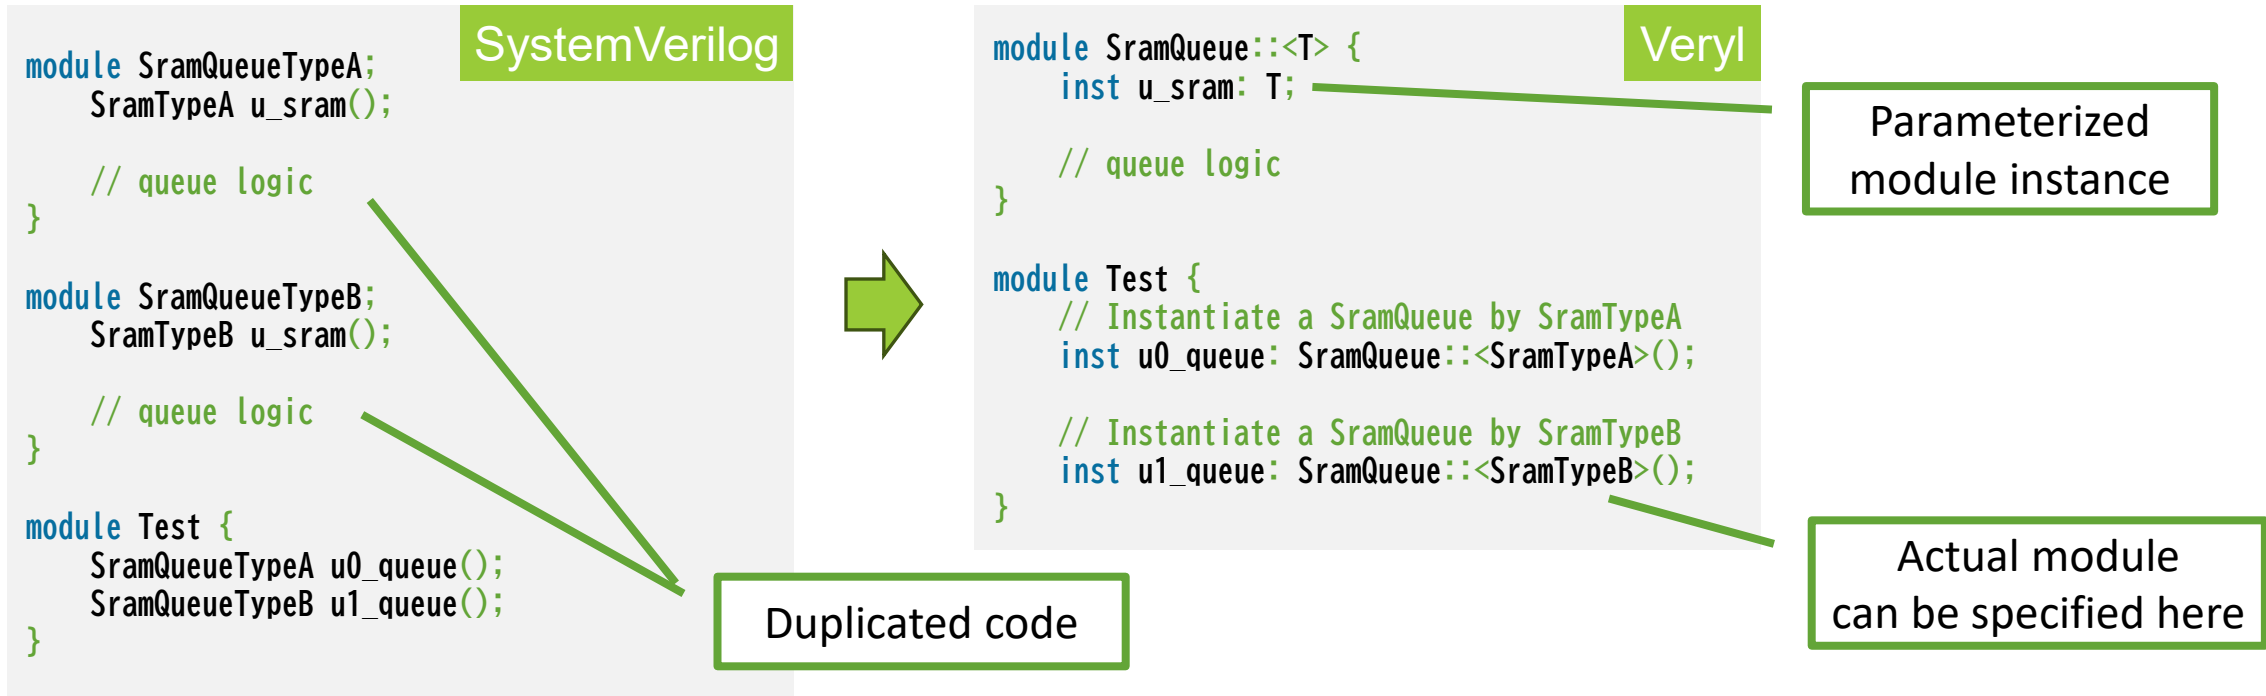 SystemVerilog
module SramQueueTypeA;
    SramTypeA u_sram();

    // queue logic
}

module SramQueueTypeB;
    SramTypeB u_sram();

    // queue logic
}

module Test {
    SramQueueTypeA u0_queue();
    SramQueueTypeB u1_queue();
}
Duplicated code
Veryl
module SramQueue::<T> {
    inst u_sram: T;

    // queue logic
}

module Test {
    // Instantiate a SramQueue by SramTypeA
    inst u0_queue: SramQueue::<SramTypeA>();

    // Instantiate a SramQueue by SramTypeB
    inst u1_queue: SramQueue::<SramTypeB>();
}
Parameterized
module instance
Actual module
can be specified here